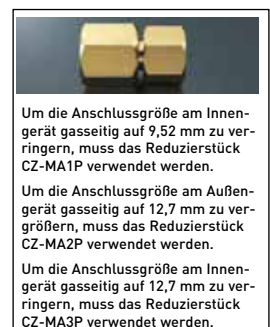 Um die Anschlussgröße am Innen-
gerät gasseitig auf 9,52 mm zu ver-
ringern, muss das Reduzierstück
CZ-MA1P verwendet werden.
Um die Anschlussgröße am Außen-
gerät gasseitig auf 12,7 mm zu ver-
größern, muss das Reduzierstück
CZ-MA2P verwendet werden.
Um die Anschlussgröße am Innen-
gerät gasseitig auf 12,7 mm zu ver-
ringern, muss das Reduzierstück
CZ-MA3P verwendet werden.